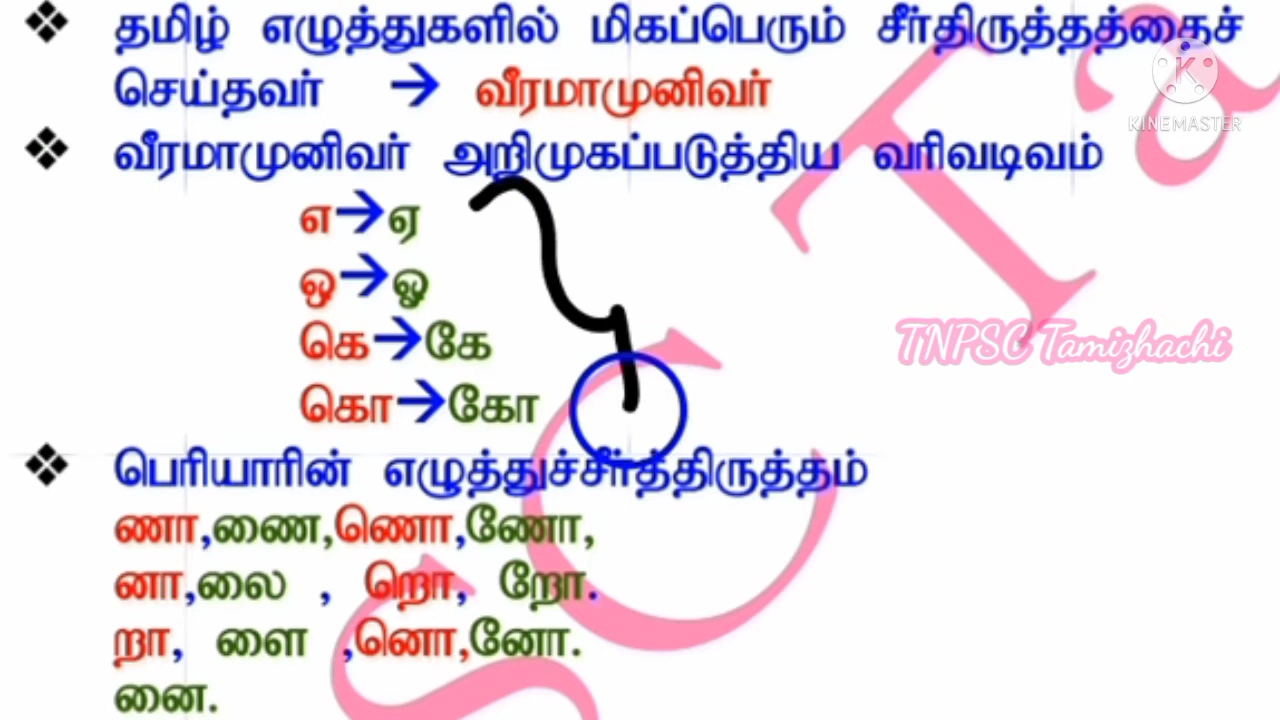 ❖ தமிழ் எழுத்துகளில் மிகப்பெரும் சீர்திருத்தத்தைச்
செய்தவர் → வீரமாமுனிவர்
KINEMASTER
❖ வீரமாமுனிவர் அறிமுகப்படுத்திய வரிவடிவம்
எ→ஏ
ஒ→ஓ
TNPSC Tamizhachi
கெ→கே
கொ→கோ
❖ பெரியாரின் எழுத்துச்சீர்த்திருத்தம்
ணா,ணை,ணொ,ணோ,
னா,லை , றொ, றோ.
றா, ளை ,னொ,னோ.
னை.